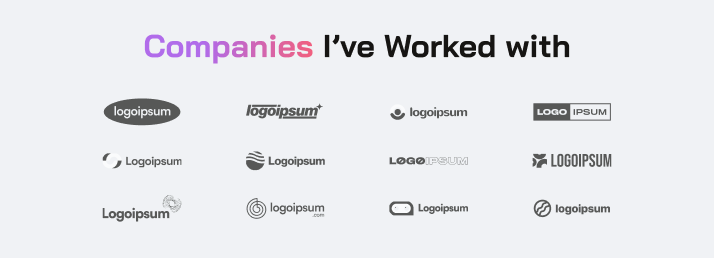 Companies I've Worked with
logoipsum
logoipsum
logoipsum
LOGO IPSUM
Logoipsum
Logoipsum
LOGOIPSUM
LOGOIPSUM
Logoipsum
logoipsum
.com
Logoipsum
logoipsum